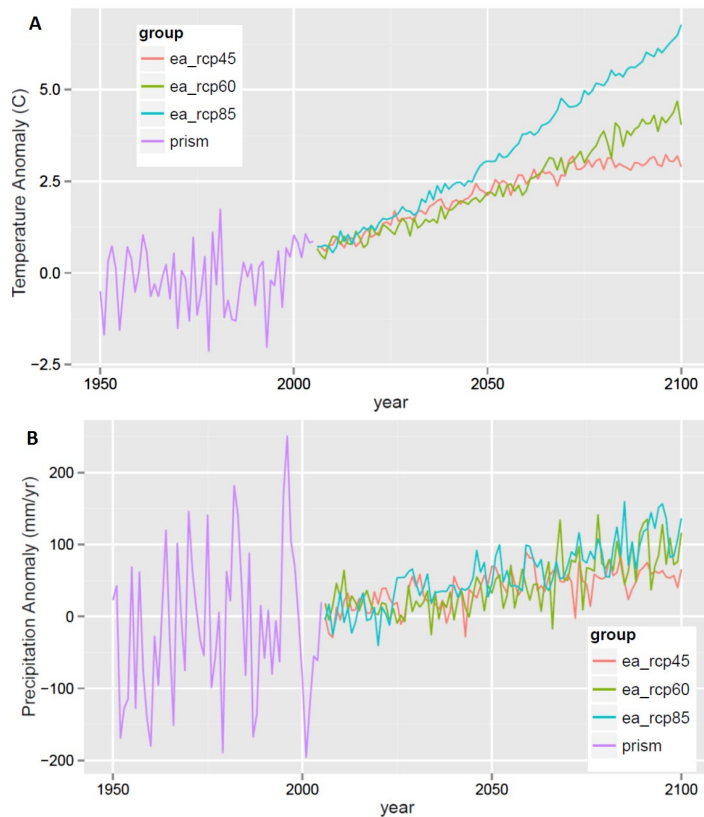 A
group
ea_rcp45
ea_rcp60
ea_rcp85
prism
Temperature Anomaly (C)
5.0
2.5
0.0
−2.5
1950
2000
2050
2100
year
B
Precipitation Anomaly (mm/yr)
200
100
0
−100
−200
group
ea_rcp45
ea_rcp60
ea_rcp85
prism
1950
2000
2050
2100
year